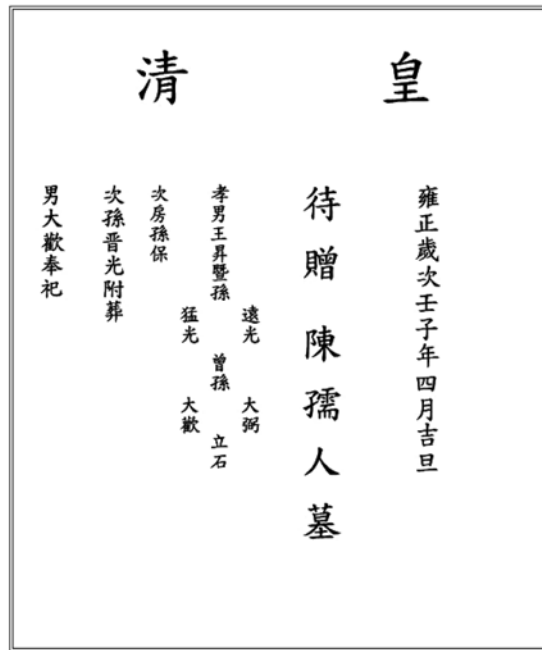 皇清
雍正歲次壬子年四月吉旦
待贈陳孺人墓
孝男王昇暨孫
遠光
猛光
曾孫
大弼
大歡
立石
次房孫保
次孫晋光附葬
男大歡奉祀